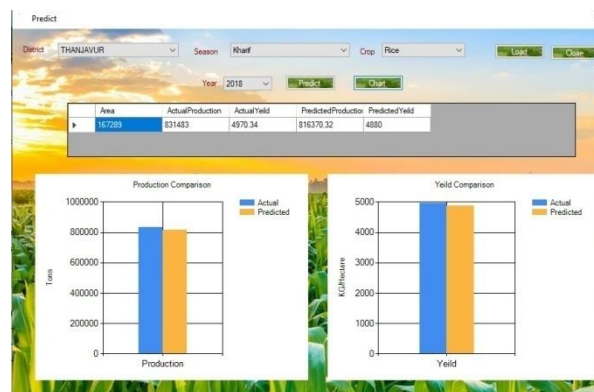 Predict
District THANJAVUR Season Kharif Crop Rice Load Close
Year 2018 Predict Chart
Area ActualProduction ActualYeild PredictedProductior PredictedYeild
167289 831483 4970.34 816370.32 4880
Production Comparison
1000000
800000
600000
400000
200000
0
Tons
Production
Actual
Predicted
Yeild Comparison
5000
4000
3000
2000
1000
0
KG/Hectare
Yeild
Actual
Predicted